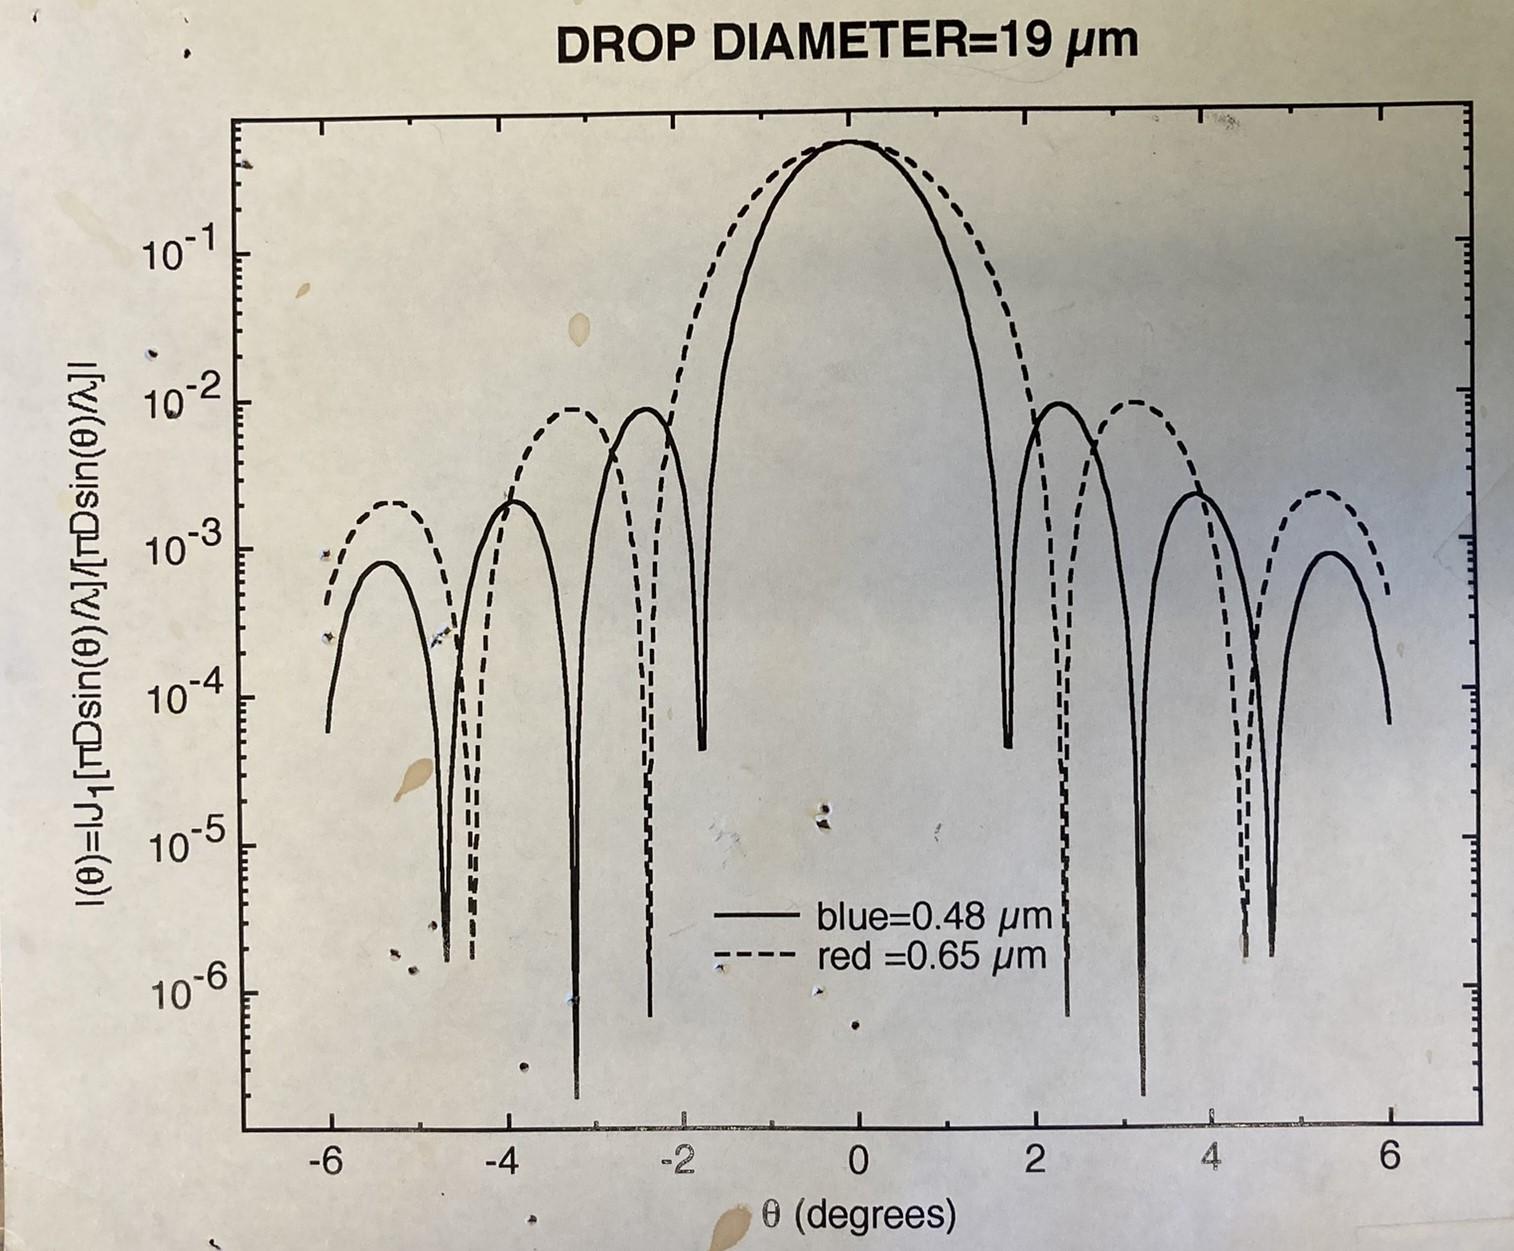 DROP DIAMETER=19 µm
I(θ)=|J₁[πDsin(θ)/λ]/[πDsin(θ)/λ]|
10⁻¹
10⁻²
10⁻³
10⁻⁴
10⁻⁵
10⁻⁶
blue=0.48 µm
red =0.65 µm
-6 -4 -2 0 2 4 6
θ (degrees)